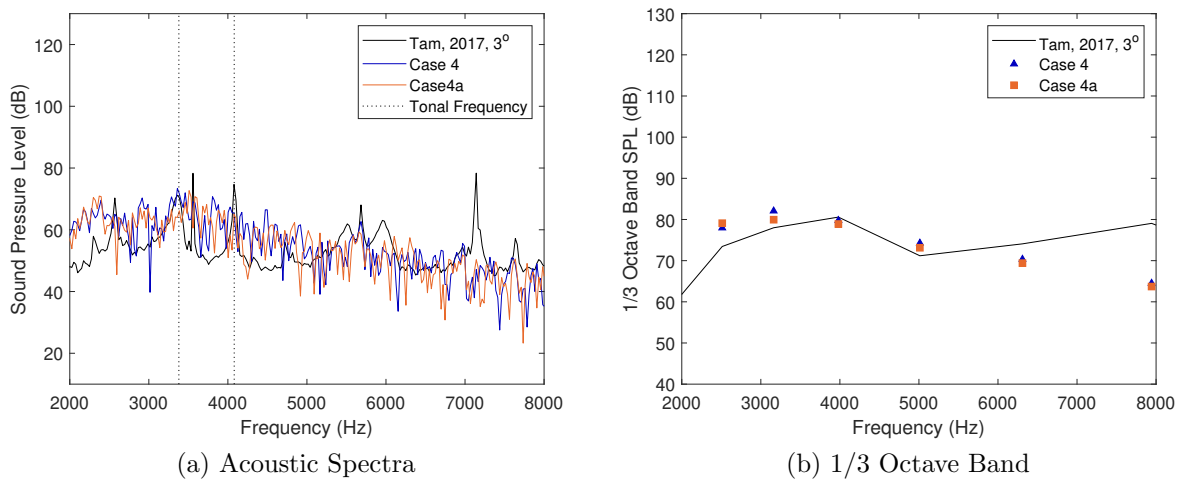 130
120
100
80
60
40
20
2000 3000 4000 5000 6000 7000 8000
Sound Pressure Level (dB)
Frequency (Hz)
Tam, 2017, 3°
Case 4
Case4a
Tonal Frequency
(a) Acoustic Spectra
130
120
110
100
90
80
70
60
50
40
2000 3000 4000 5000 6000 7000 8000
1/3 Octave Band SPL (dB)
Frequency (Hz)
Tam, 2017, 3°
Case 4
Case 4a
(b) 1/3 Octave Band